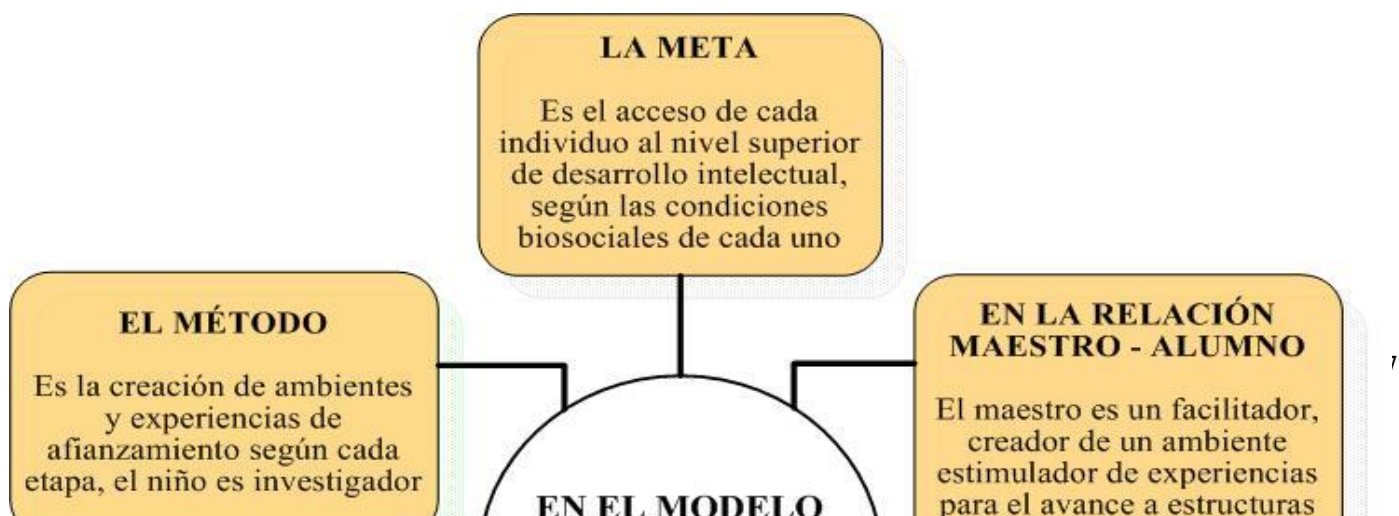 LA META
Es el acceso de cada
individuo al nivel superior
de desarrollo intelectual,
según las condiciones
biosociales de cada uno
EL MÉTODO
Es la creación de ambientes
y experiencias de
afianzamiento según cada
etapa, el niño es investigador
EN LA RELACIÓN
MAESTRO - ALUMNO
El maestro es un facilitador,
creador de un ambiente
estimulador de experiencias
para el avance a estructuras
EN EL MODELO